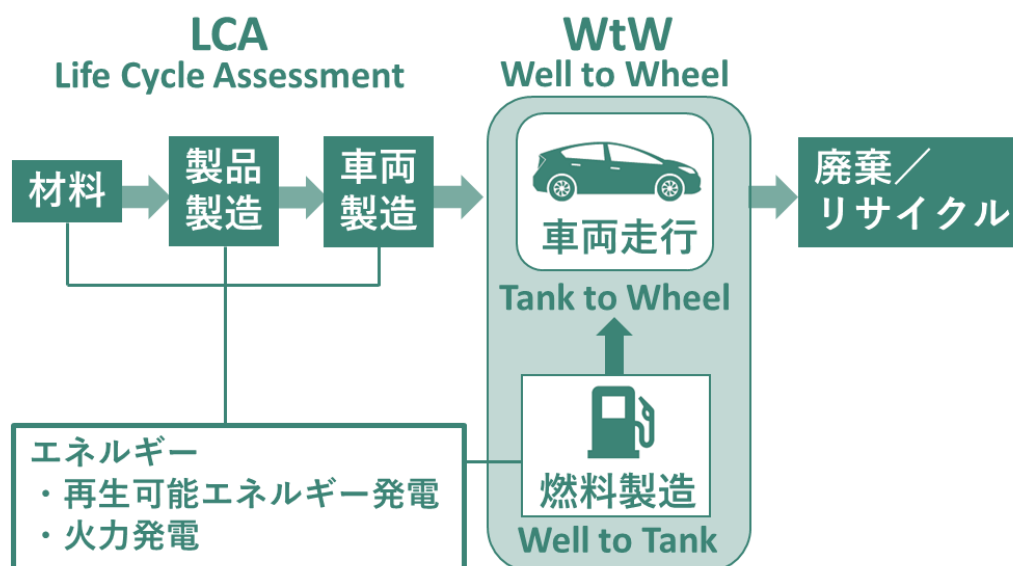 LCA
Life Cycle Assessment
WtW
Well to Wheel
材料
製品
製造
車両
製造
車両走行
Tank to Wheel
廃棄／
リサイクル
エネルギー
・再生可能エネルギー発電
・火力発電
燃料製造
Well to Tank